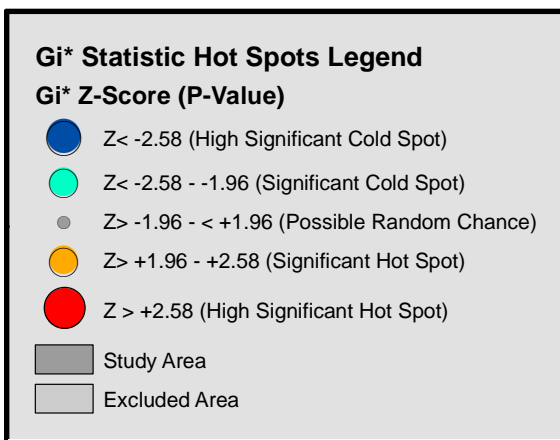 Gi* Statistic Hot Spots Legend
Gi* Z-Score (P-Value)
Z< -2.58 (High Significant Cold Spot)
Z< -2.58 - -1.96 (Significant Cold Spot)
Z> -1.96 - < +1.96 (Possible Random Chance)
Z> +1.96 - +2.58 (Significant Hot Spot)
Z > +2.58 (High Significant Hot Spot)
Study Area
Excluded Area